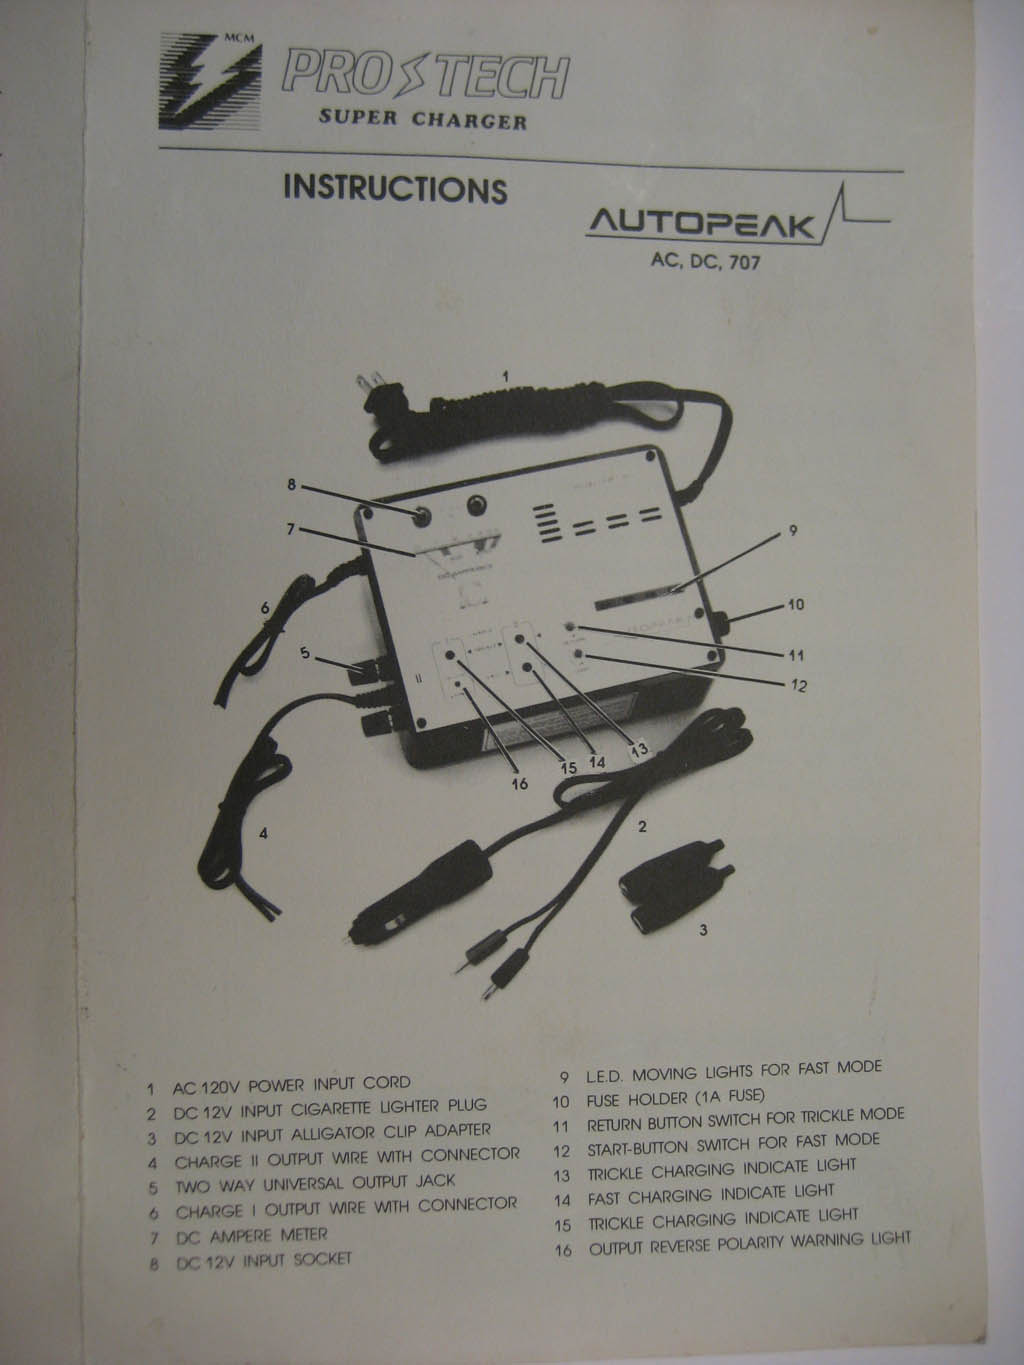 MCM
PRO TECH
SUPER CHARGER
INSTRUCTIONS
AUTOPEAK
AC, DC, 707
1
8
7
9
6
10
5
11
12
13
14
15
16
2
4
3
1 AC 120V POWER INPUT CORD
2 DC 12V INPUT CIGARETTE LIGHTER PLUG
3 DC 12V INPUT ALLIGATOR CLIP ADAPTER
4 CHARGE II OUTPUT WIRE WITH CONNECTOR
5 TWO WAY UNIVERSAL OUTPUT JACK
6 CHARGE I OUTPUT WIRE WITH CONNECTOR
7 DC AMPERE METER
8 DC 12V INPUT SOCKET
9 L.E.D. MOVING LIGHTS FOR FAST MODE
10 FUSE HOLDER (1A FUSE)
11 RETURN BUTTON SWITCH FOR TRICKLE MODE
12 START-BUTTON SWITCH FOR FAST MODE
13 TRICKLE CHARGING INDICATE LIGHT
14 FAST CHARGING INDICATE LIGHT
15 TRICKLE CHARGING INDICATE LIGHT
16 OUTPUT REVERSE POLARITY WARNING LIGHT